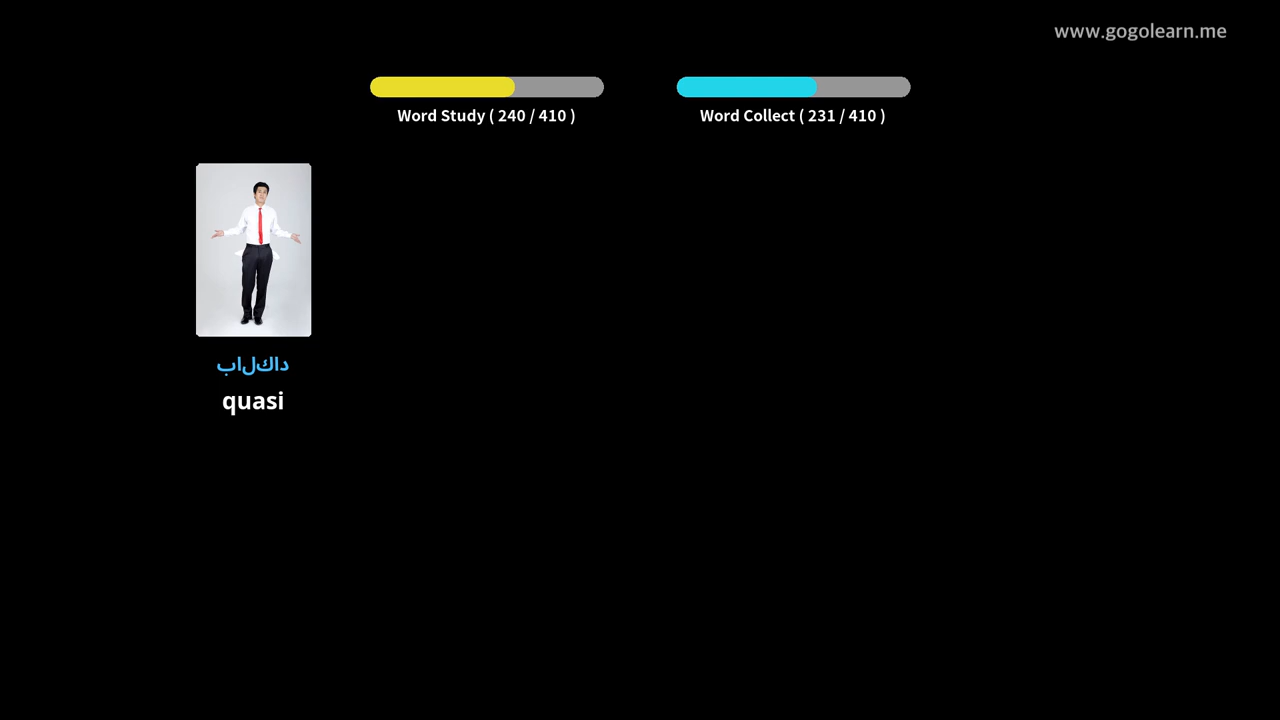 www.gogolearn.me
Word Study ( 240 / 410 )
Word Collect ( 231 / 410 )
داكلاب
quasi